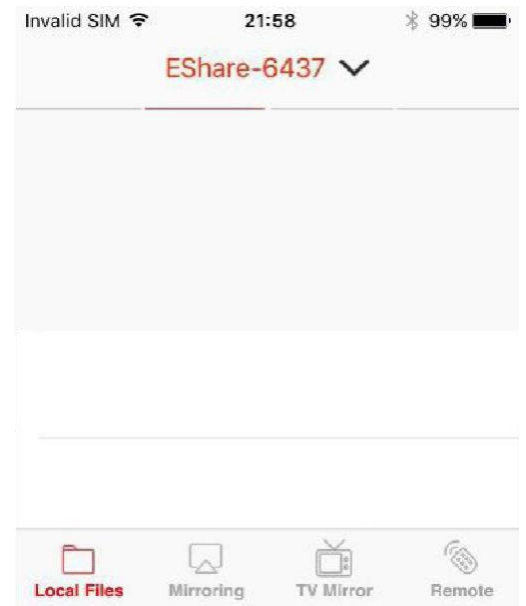 Invalid SIM 21:58 99%
EShare-6437
Local Files Mirroring TV Mirror Remote